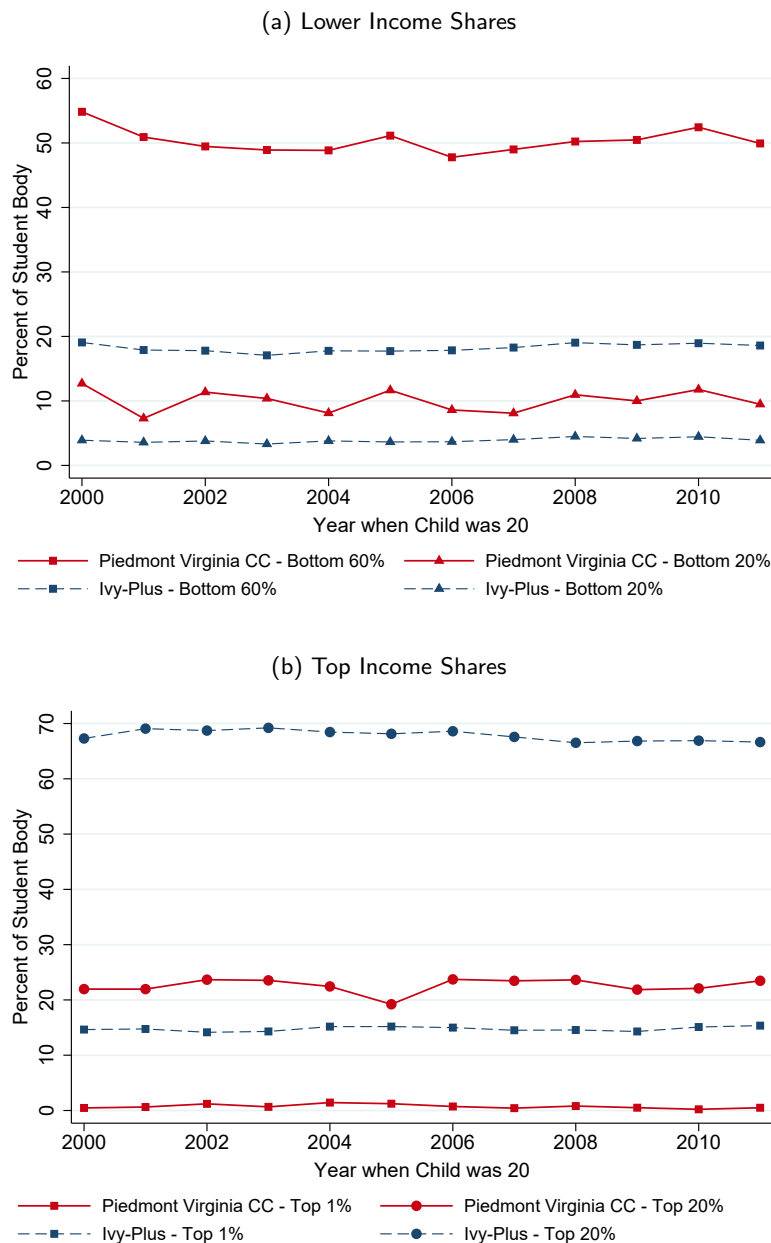 (a) Lower Income Shares
60
50
40
30
20
10
0
Percent of Student Body
2000 2002 2004 2006 2008 2010
Year when Child was 20
Piedmont Virginia CC - Bottom 60% Piedmont Virginia CC - Bottom 20%
Ivy-Plus - Bottom 60% Ivy-Plus - Bottom 20%
(b) Top Income Shares
70
60
50
40
30
20
10
0
Percent of Student Body
2000 2002 2004 2006 2008 2010
Year when Child was 20
Piedmont Virginia CC - Top 1% Piedmont Virginia CC - Top 20%
Ivy-Plus - Top 1% Ivy-Plus - Top 20%